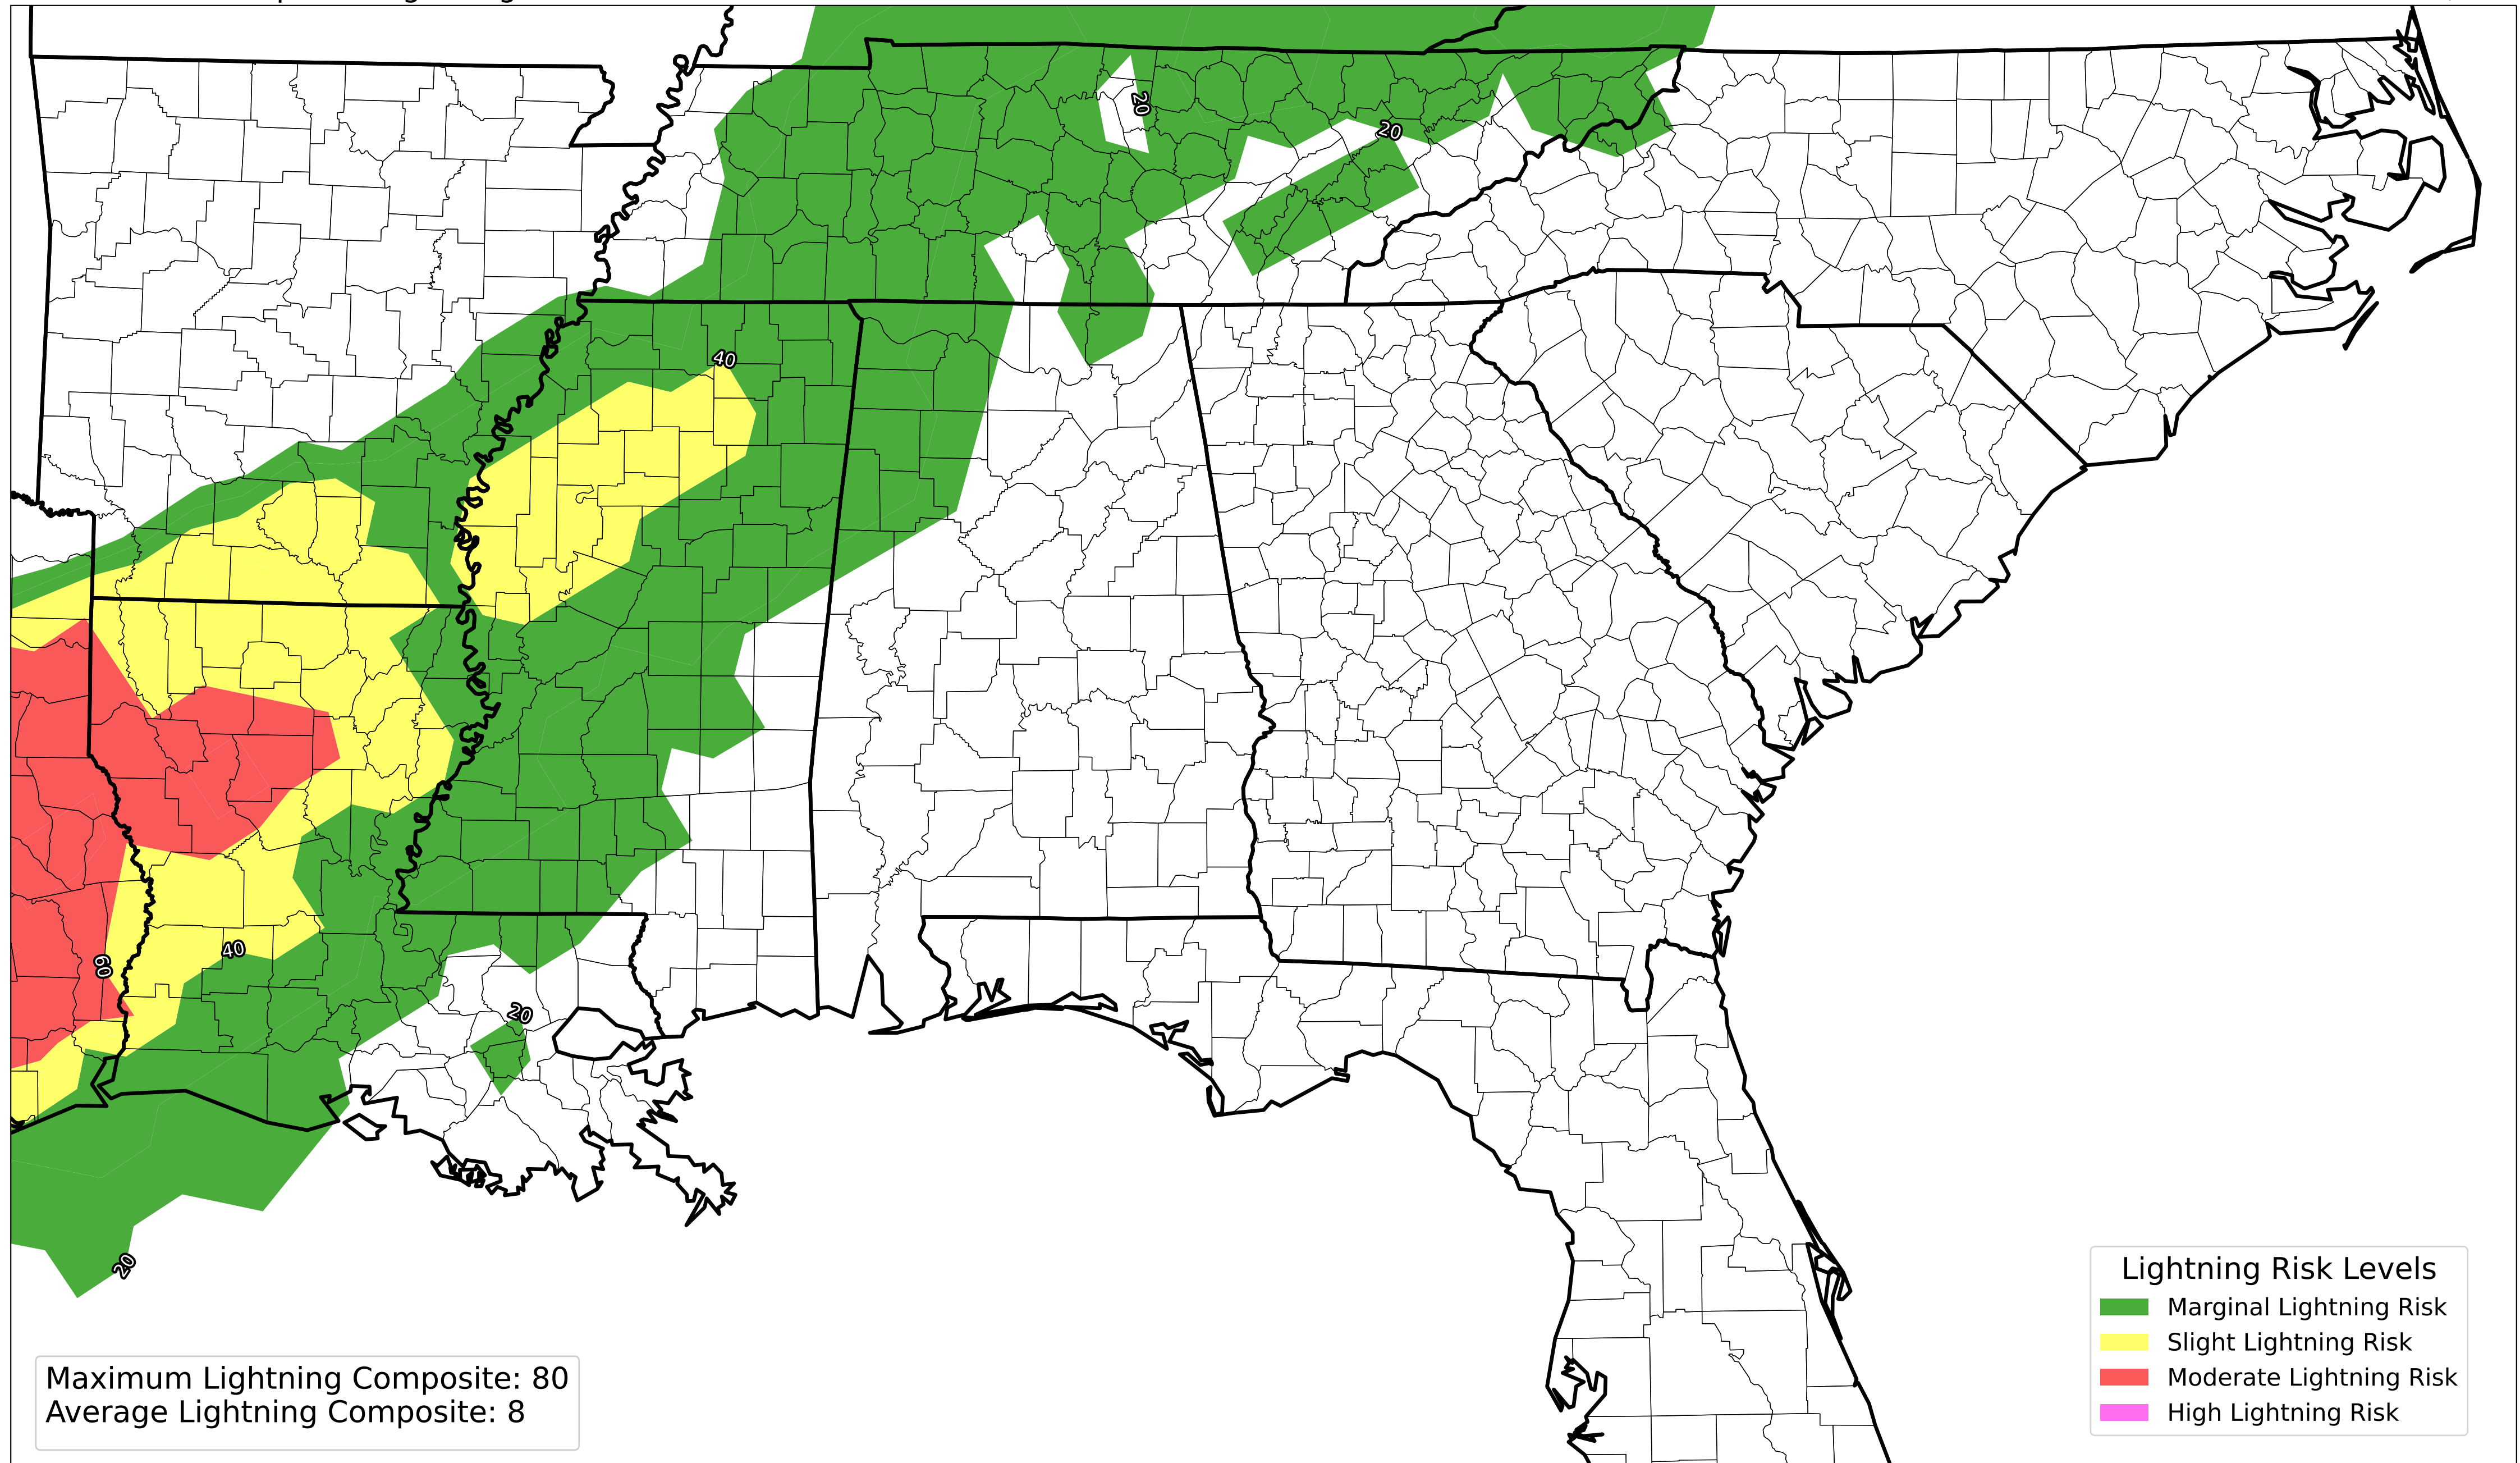 20
20
40
40
60
20
20
Lightning Risk Levels
Marginal Lightning Risk
Slight Lightning Risk
Moderate Lightning Risk
High Lightning Risk
Maximum Lightning Composite: 80
Average Lightning Composite: 8